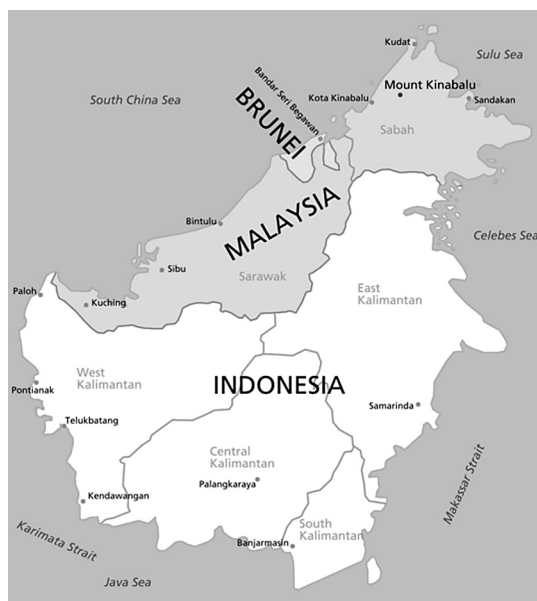 Kudat
Sulu Sea
Mount Kinabalu
South China Sea
Kota Kinabalu
Sandakan
Bandar Seri Begawan
BRUNEI
Sabah
MALAYSIA
Bintulu
Celebes Sea
Sibu
Sarawak
Paloh
Kuching
East
Kalimantan
West
Kalimantan
INDONESIA
Pontianak
Samarinda
Telukbatang
Central
Kalimantan
Palangkaraya
Makassar Strait
Kendawangan
Karimata Strait
South
Kalimantan
Banjarmasin
Java Sea